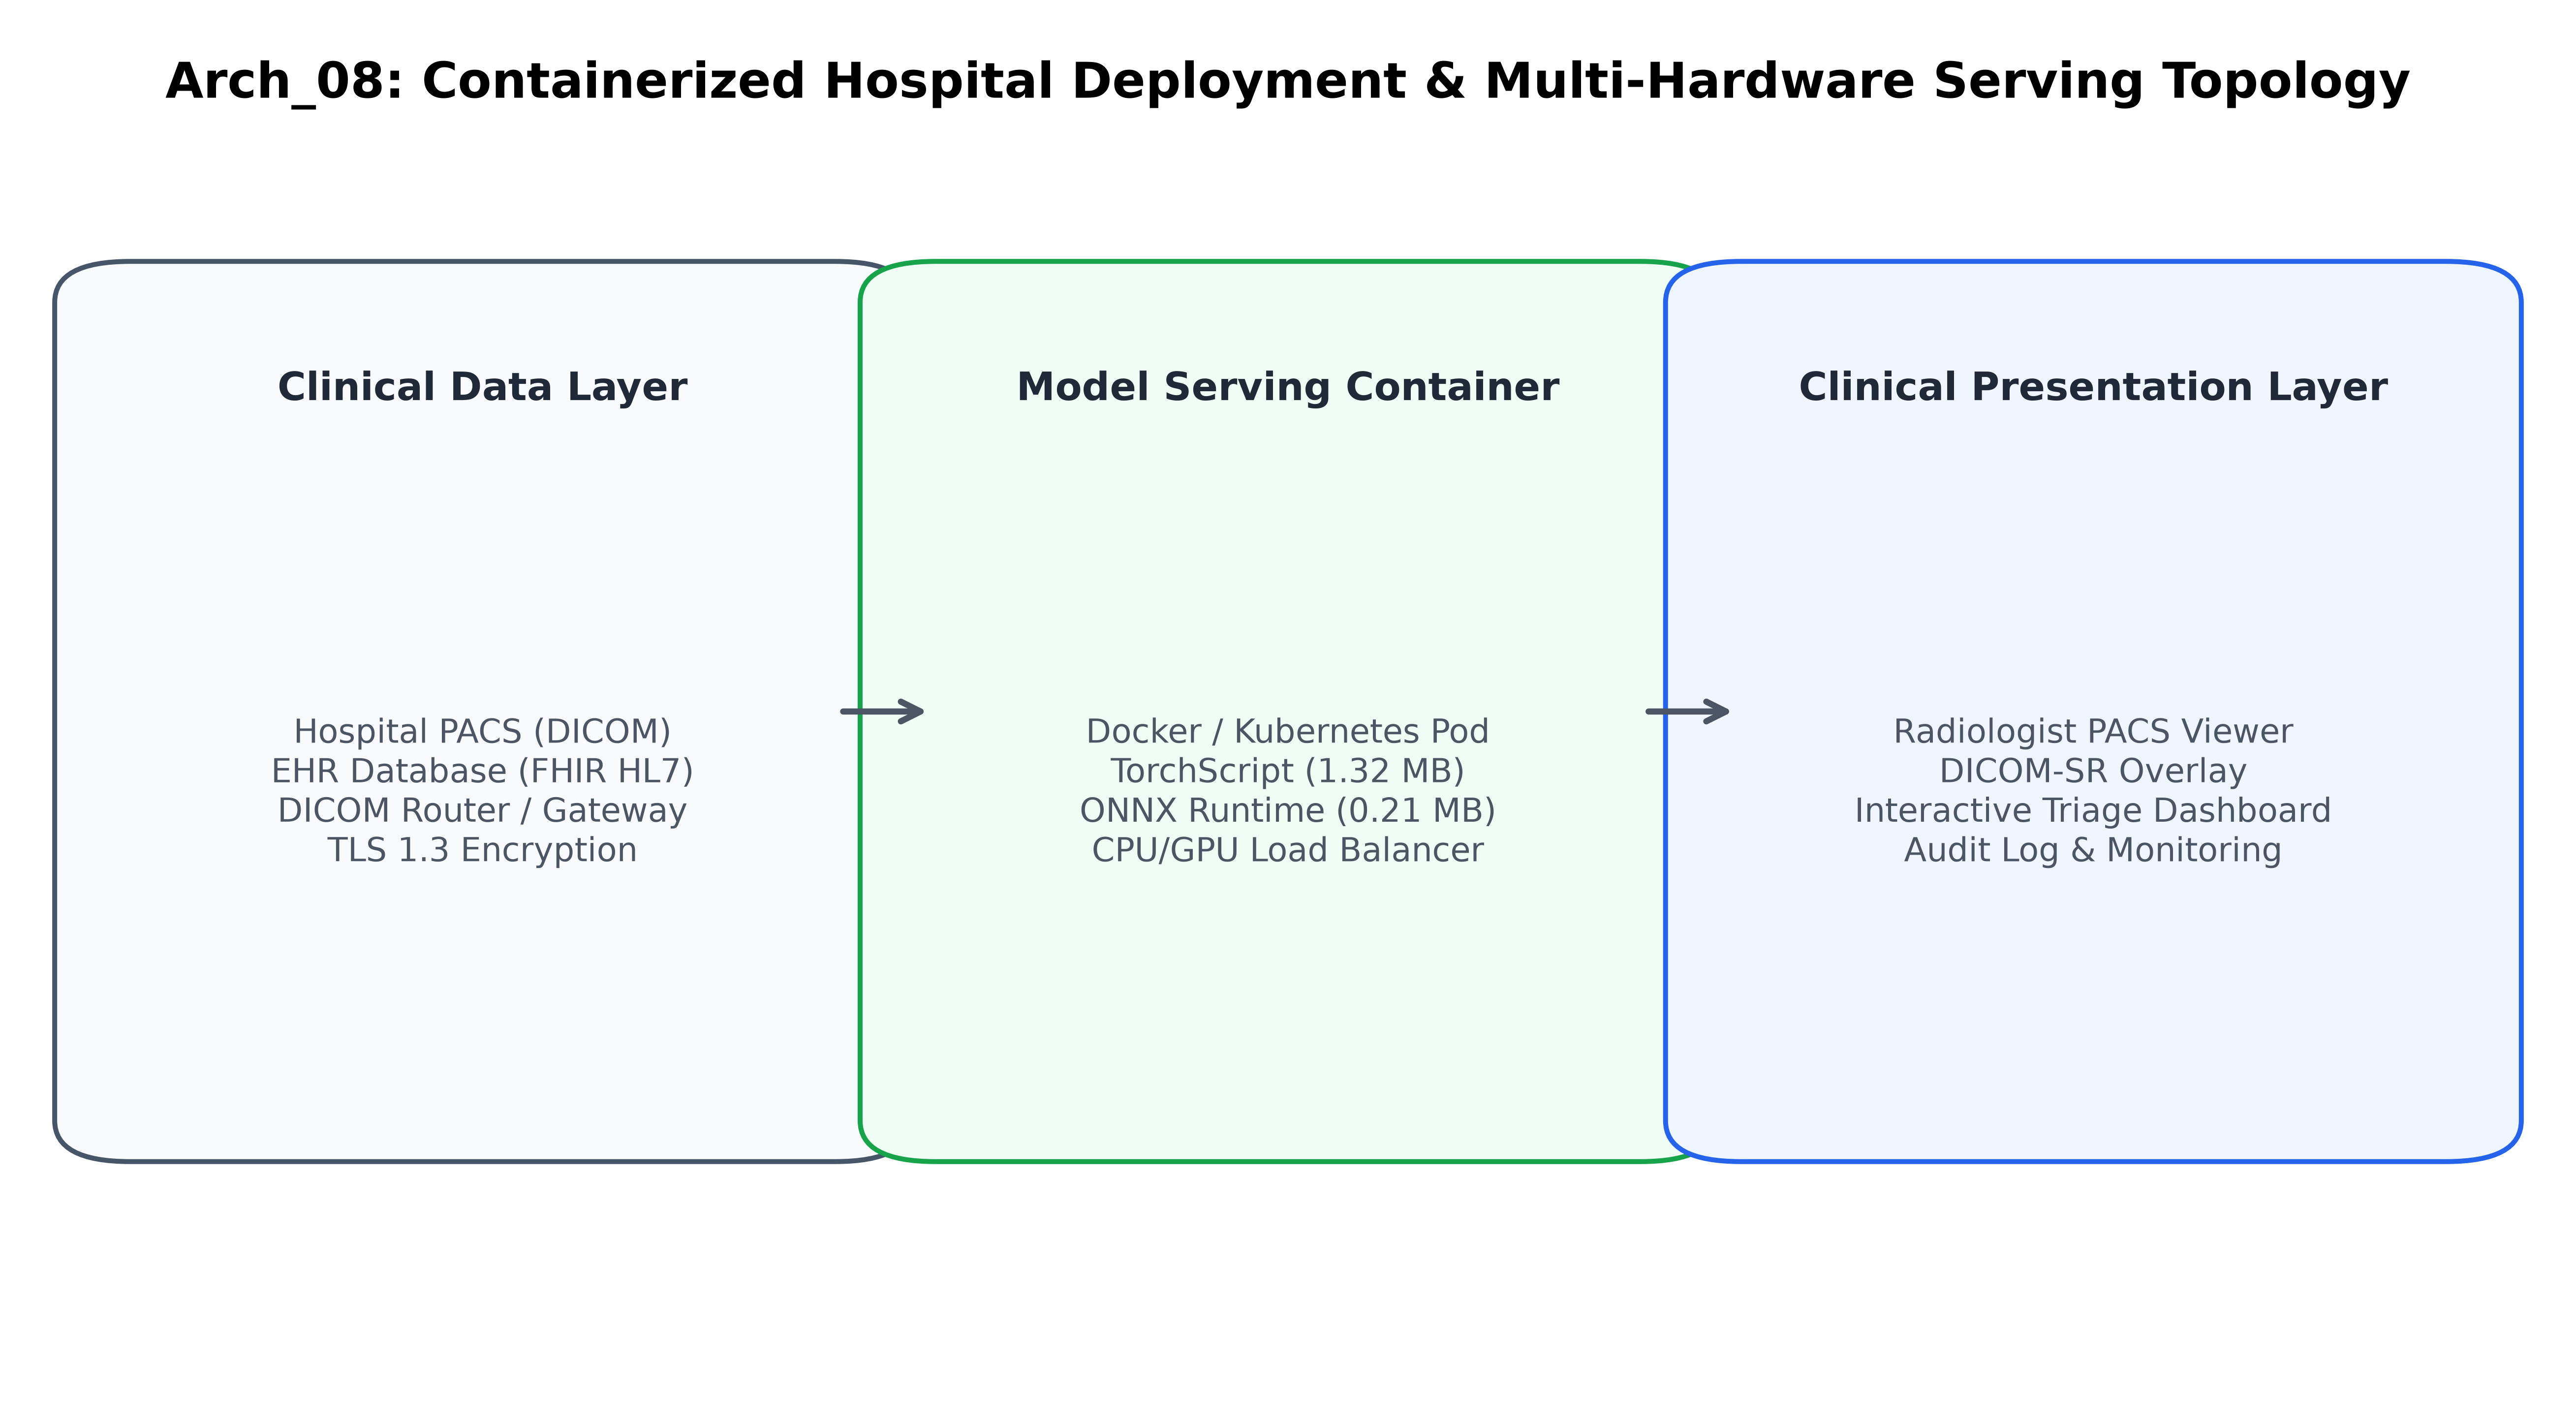 Arch_08: Containerized Hospital Deployment & Multi-Hardware Serving Topology
Clinical Data Layer
Hospital PACS (DICOM)
EHR Database (FHIR HL7)
DICOM Router / Gateway
TLS 1.3 Encryption
Model Serving Container
Docker / Kubernetes Pod
TorchScript (1.32 MB)
ONNX Runtime (0.21 MB)
CPU/GPU Load Balancer
Clinical Presentation Layer
Radiologist PACS Viewer
DICOM-SR Overlay
Interactive Triage Dashboard
Audit Log & Monitoring